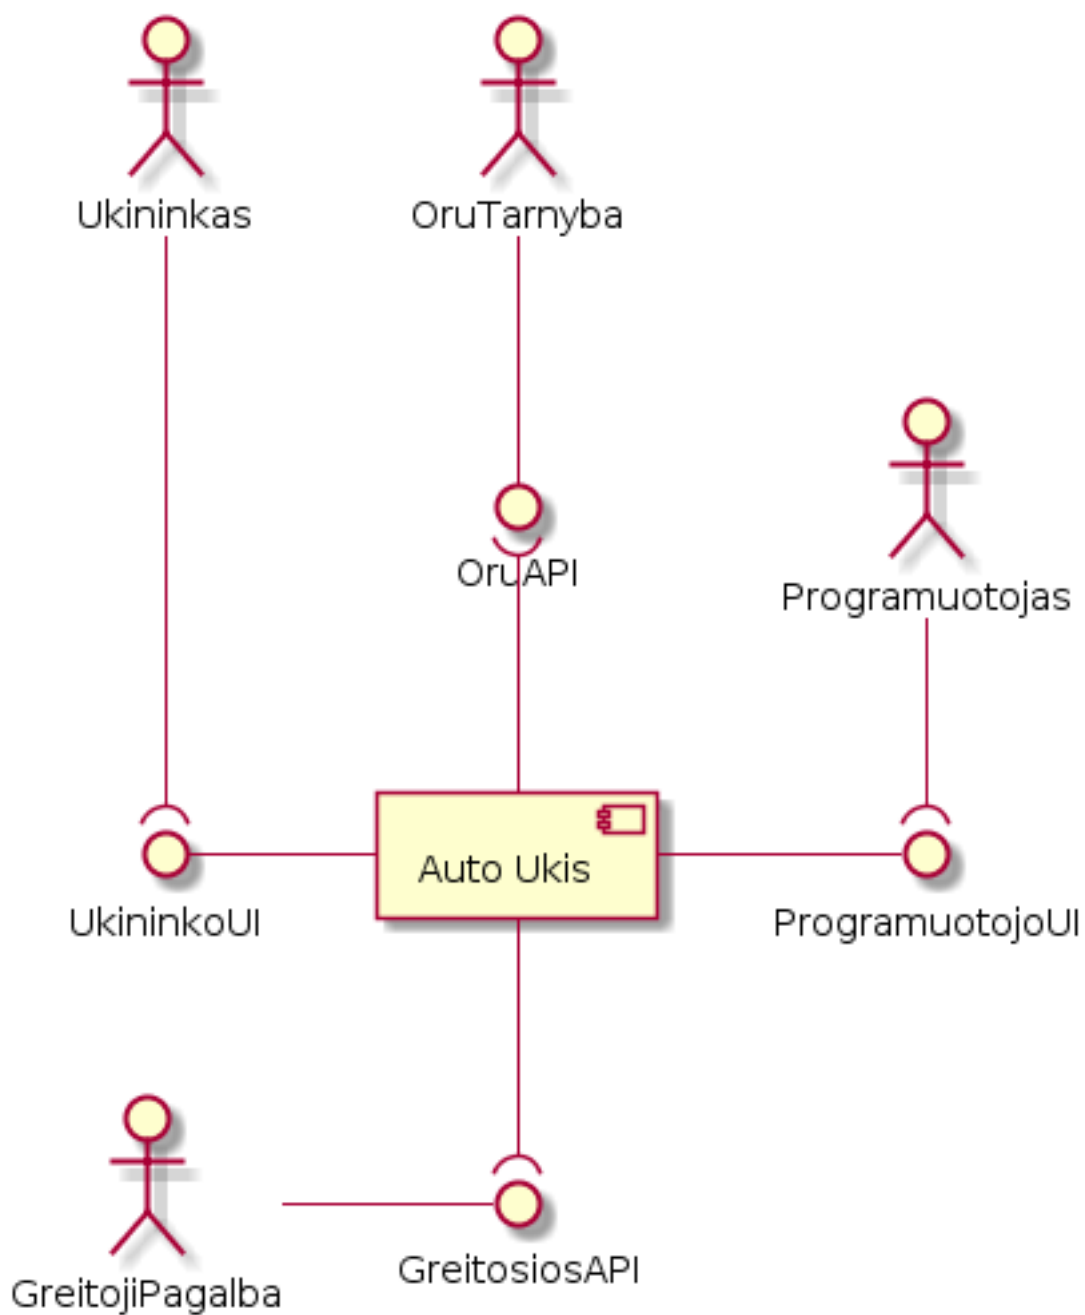 Ukininkas
OruTarnyba
OruAPI
Programuotojas
Auto Ukis
UkininkoUI
ProgramuotojoUI
GreitosiosAPI
GreitojiPagalba